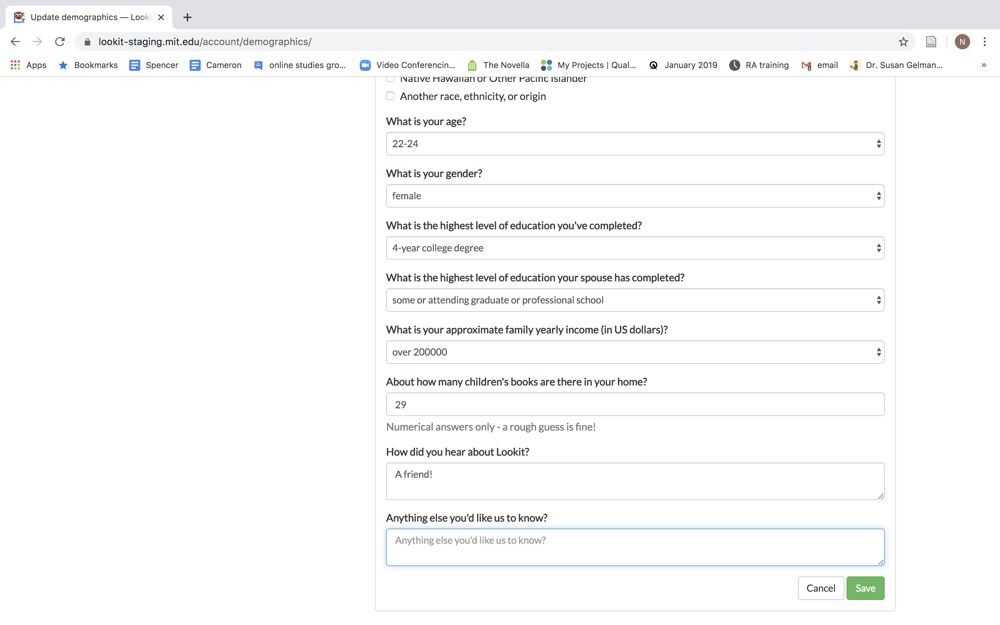 Update demographics — Looki
lookit-staging.mit.edu/account/demographics/
N
Apps Bookmarks Spencer Cameron online studies gro... Video Conferencin... The Novella My Projects | Qual... January 2019 RA training 8 email Dr. Susan Gelman... »
Native Hawaiian or Other Pacific Islander
Another race, ethnicity, or origin
What is your age?
22-24
What is your gender?
female
What is the highest level of education you've completed?
4-year college degree
What is the highest level of education your spouse has completed?
some or attending graduate or professional school
What is your approximate family yearly income (in US dollars)?
over 200000
About how many children's books are there in your home?
29
Numerical answers only - a rough guess is fine!
How did you hear about Lookit?
A friend!
Anything else you'd like us to know?
Anything else you'd like us to know?
Cancel Save